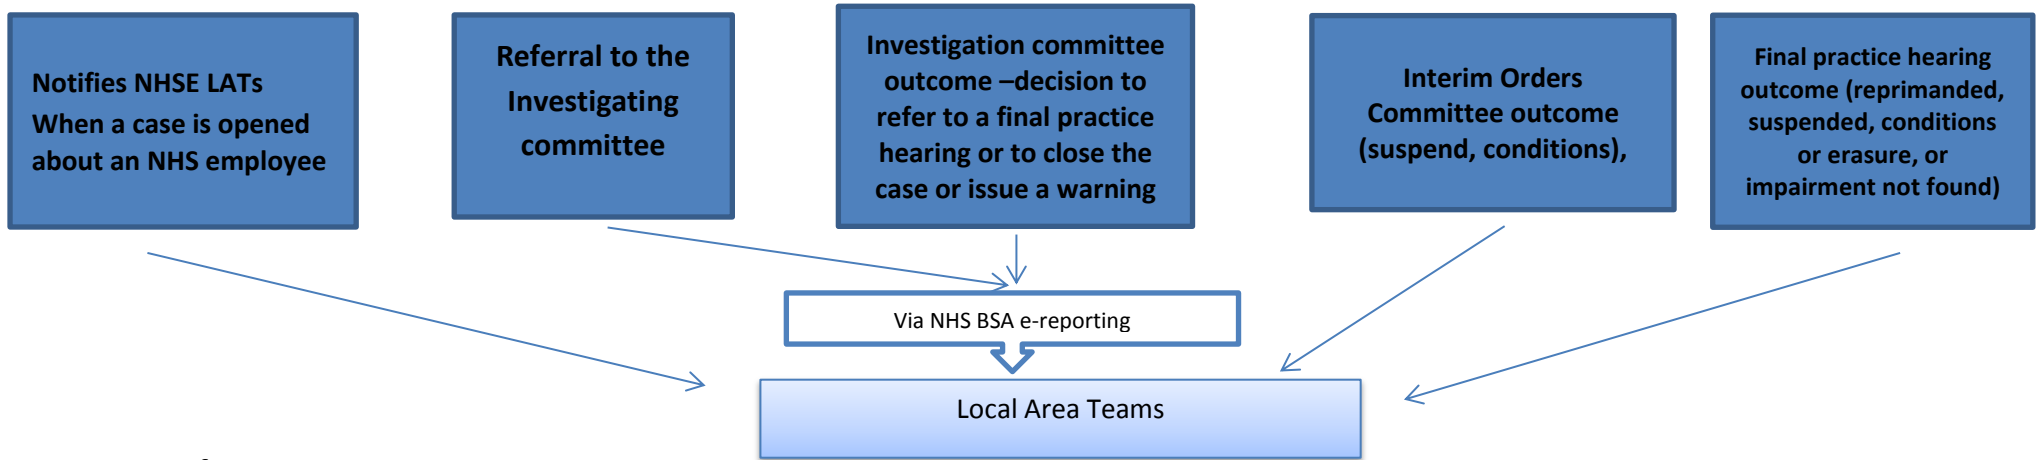 Notifies NHSE LATs
When a case is opened
about an NHS employee
Referral to the
Investigating
committee
Investigation committee
outcome –decision to
refer to a final practice
hearing or to close the
case or issue a warning
Interim Orders
Committee outcome
(suspend, conditions),
Final practice hearing
outcome (reprimanded,
suspended, conditions
or erasure, or
impairment not found)
Via NHS BSA e-reporting
Local Area Teams